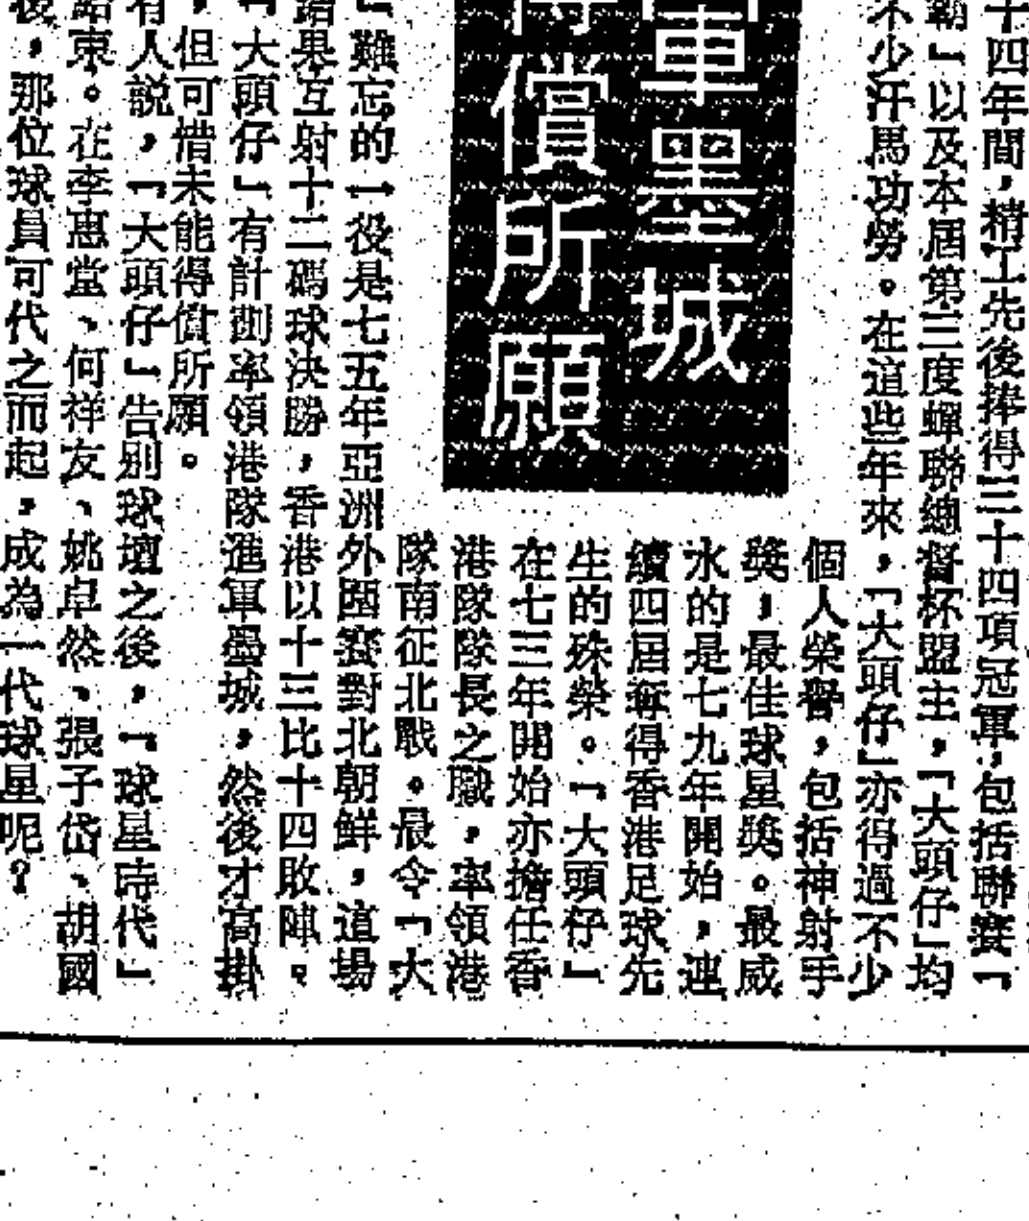 十四年間，精工先後捧得三十四項冠軍，包括聯賽「
霸」以及本屆第三度蟬聯總督杯盟主，「大頭仔」均
不少汗馬功勞。在這些年來，「大頭仔」亦得過不少
個人榮譽，包括神射手
獎，最佳球星獎。最威
水的是七九年開始，連
續四屆奪得香港足球先
生的殊榮。「大頭仔」
在七三年開始亦擔任香
港隊隊長之職，率領港
隊南征北戰。最令「大
軍墨城
償所願
」難忘的一役是七五年亞洲外圍賽對北朝鮮，這場
結果互射十二碼球決勝，香港以十三比十四敗陣。
「大頭仔」有計劃率領港隊進軍墨城，然後才高掛
，但可惜未能得償所願。
有人説，「大頭仔」告別球壇之後，「球星時代」
結束。在李惠堂、何祥友、姚卓然、張子岱、胡國
後，那位球員可代之而起，成為一代球星呢？